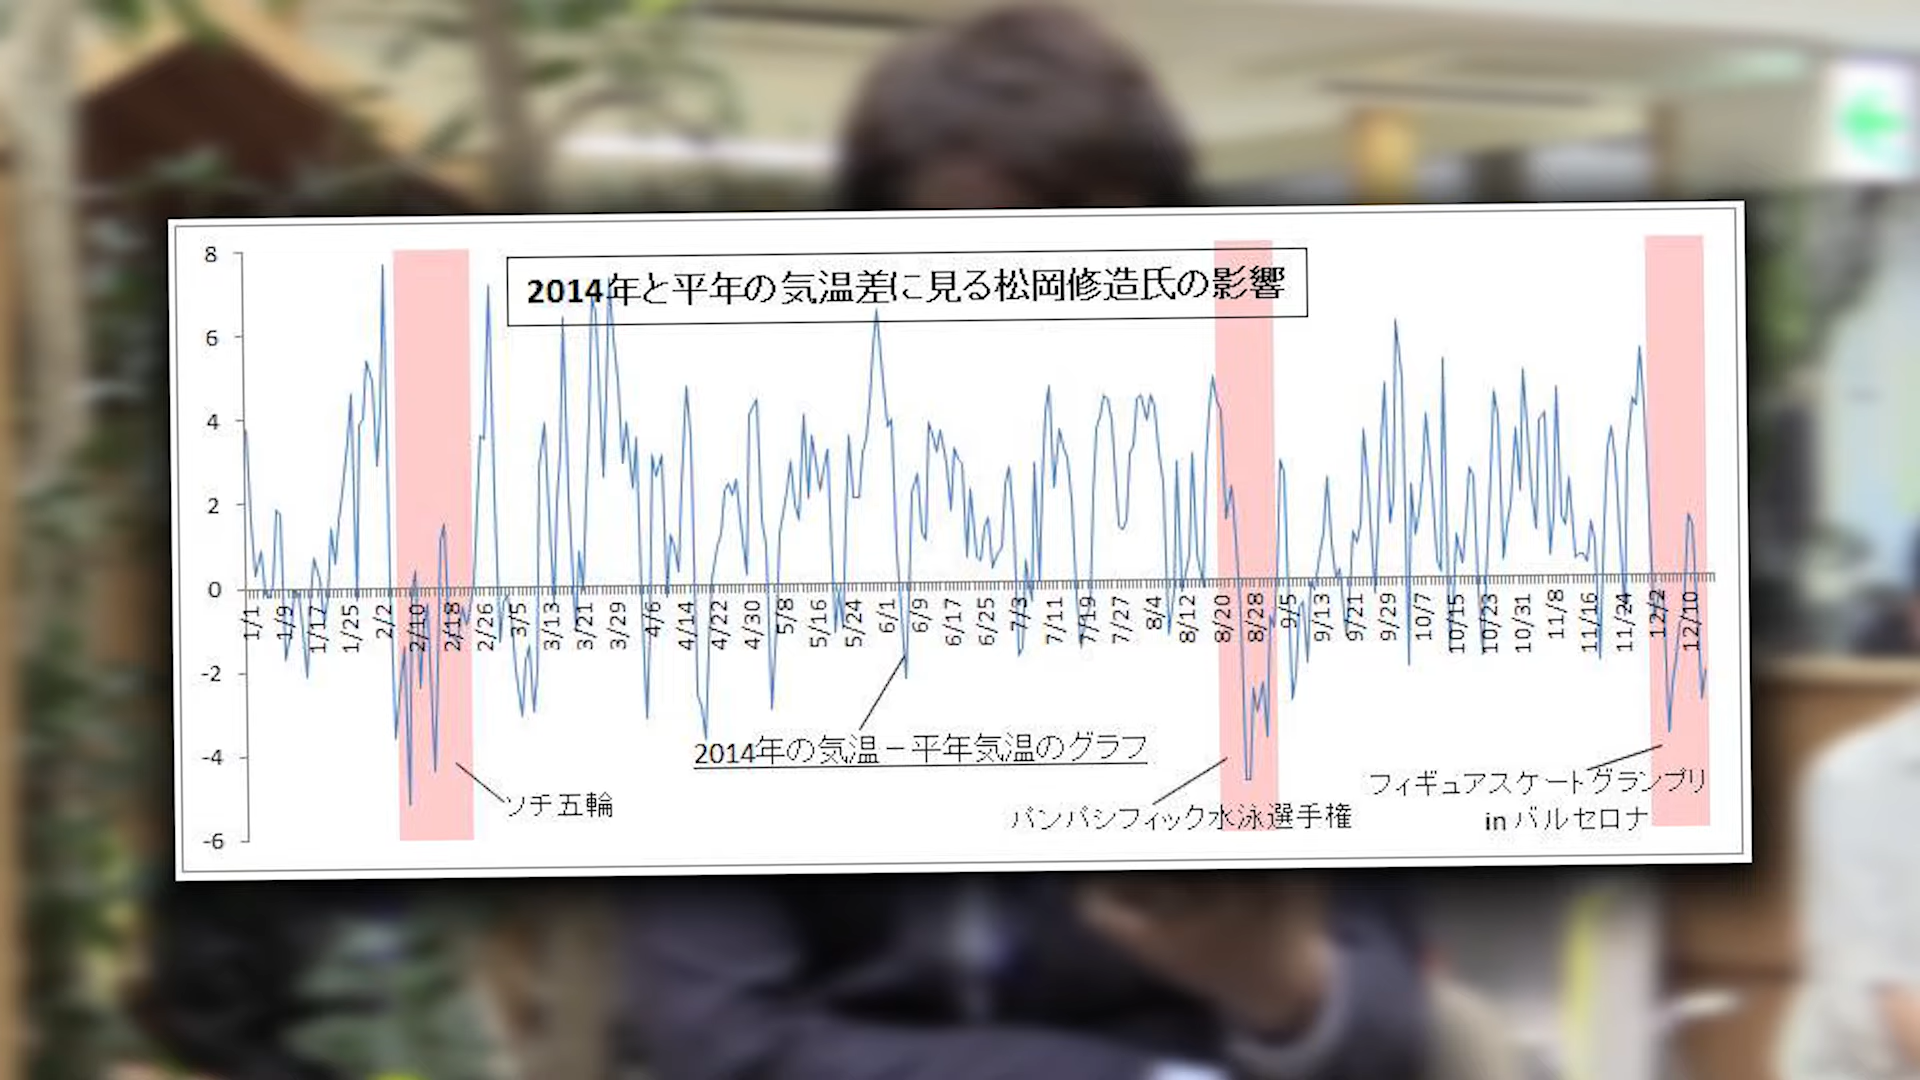 2014年と平年の気温差に見る松岡修造氏の影響
8
6
4
2
0
-2
-4
-6
1/1 1/9 1/17 1/25 2/2 2/10 2/18 2/26 3/5 3/13 3/21 3/29 4/6 4/14 4/22 4/30 5/8 5/16 5/24 6/1 6/9 6/17 6/25 7/3 7/11 7/19 7/27 8/4 8/12 8/20 8/28 9/5 9/13 9/21 9/29 10/7 10/15 10/23 10/31 11/8 11/16 11/24 12/2 12/10
2014年の気温－平年気温のグラフ
ソチ五輪
パンパシフィック水泳選手権
フィギュアスケートグランプリ
in バルセロナ